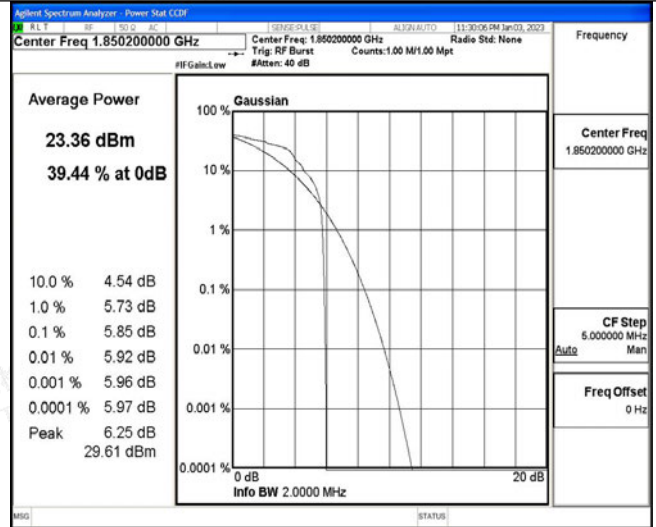 Agilent Spectrum Analyzer - Power Stat CCDF
RLT RF 50 Ω AC SENSE:PULSE ALIGN AUTO 11:30:06 PM Jan 03, 2023
Center Freq 1.850200000 GHz
Center Freq: 1.850200000 GHz Radio Std: None
Trig: RF Burst Counts:1.00 M/1.00 Mpt
#IFGain:Low #Atten: 40 dB
Frequency
Average Power
23.36 dBm
39.44 % at 0dB
10.0 % 4.54 dB
1.0 % 5.73 dB
0.1 % 5.85 dB
0.01 % 5.92 dB
0.001 % 5.96 dB
0.0001 % 5.97 dB
Peak 6.25 dB
29.61 dBm
Gaussian
100 %
10 %
1 %
0.1 %
0.01 %
0.001 %
0.0001 %
0 dB 20 dB
Info BW 2.0000 MHz
Center Freq
1.850200000 GHz
CF Step
5.000000 MHz
Auto Man
Freq Offset
0 Hz
MSG STATUS